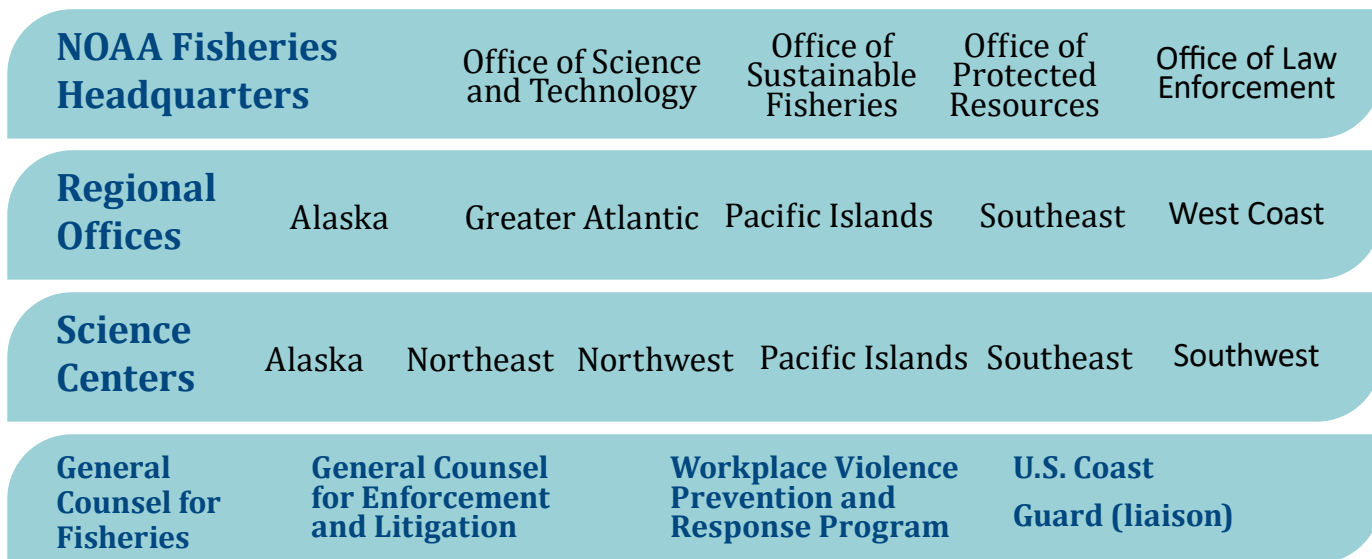 NOAA Fisheries
Headquarters
Office of Science
and Technology
Office of
Sustainable
Fisheries
Office of
Protected
Resources
Office of Law
Enforcement
Regional
Offices
Alaska
Greater Atlantic
Pacific Islands
Southeast
West Coast
Science
Centers
Alaska
Northeast
Northwest
Pacific Islands
Southeast
Southwest
General
Counsel for
Fisheries
General Counsel
for Enforcement
and Litigation
Workplace Violence
Prevention and
Response Program
U.S. Coast
Guard (liaison)